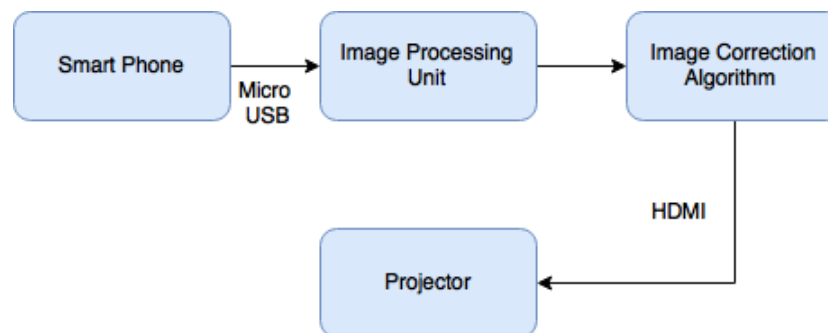 Smart Phone
Micro
USB
Image Processing
Unit
Image Correction
Algorithm
HDMI
Projector